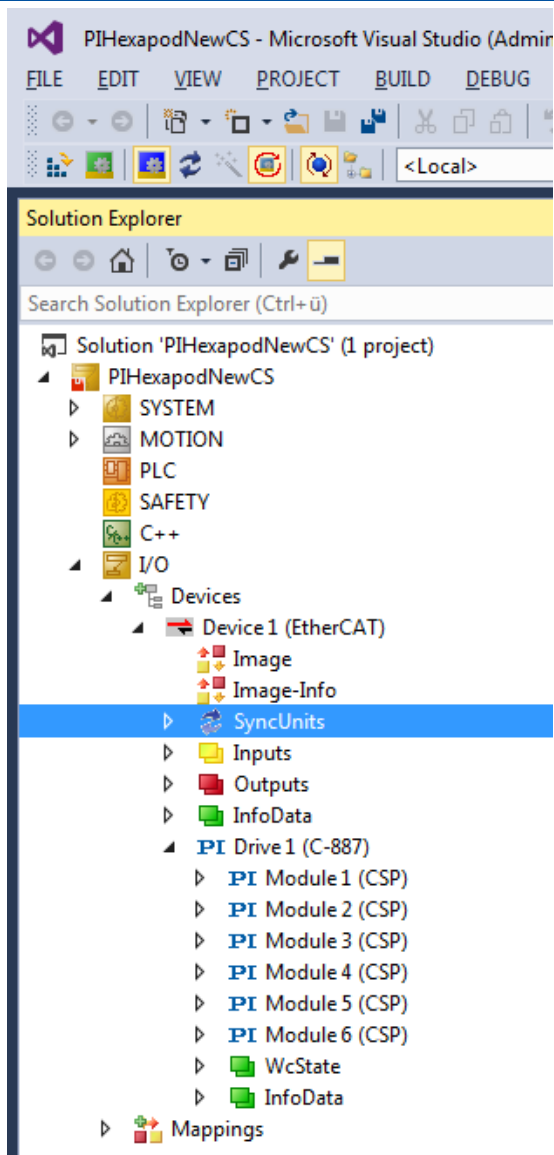 PIHexapodNewCS - Microsoft Visual Studio (Admin
FILE EDIT VIEW PROJECT BUILD DEBUG
<Local>
Solution Explorer
Search Solution Explorer (Ctrl+ü)
Solution 'PIHexapodNewCS' (1 project)
PIHexapodNewCS
SYSTEM
MOTION
PLC
SAFETY
C++
I/O
Devices
Device 1 (EtherCAT)
Image
Image-Info
SyncUnits
Inputs
Outputs
InfoData
PI Drive 1 (C-887)
PI Module 1 (CSP)
PI Module 2 (CSP)
PI Module 3 (CSP)
PI Module 4 (CSP)
PI Module 5 (CSP)
PI Module 6 (CSP)
WcState
InfoData
Mappings